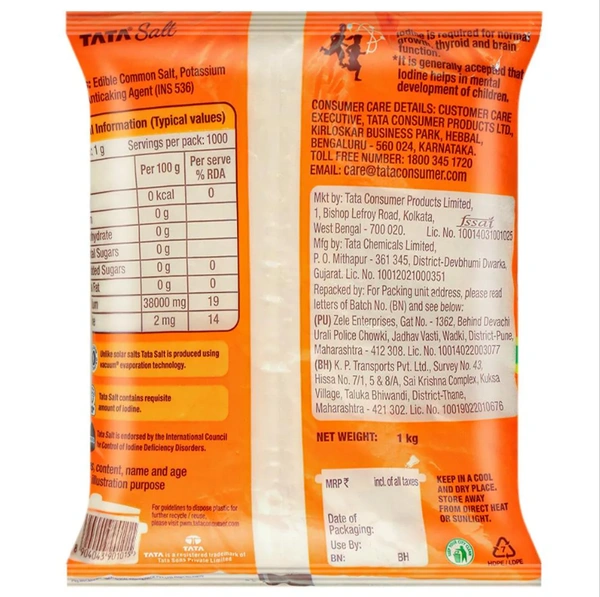 TATA Salt
: Edible Common Salt, Potassium
nticaking Agent (INS 536)
l Information (Typical values)
: 1 g Servings per pack: 1000
Per 100 g Per serve % RDA
0 kcal 0
0 g
ydrate 0 g
al Sugars 0 g
ded Sugars 0 g 0
Fat 0 g 0
um 38000 mg 19
e 2 mg 14
Unlike solar salts Tata Salt is produced using
vacuum* evaporation technology.
Tata Salt contains requisite
amount of iodine.
Tata Salt is endorsed by the International Council
for Control of Iodine Deficiency Disorders.
: content, name and age
illustration purpose
For guidelines to dispose plastic for
further recycle / reuse,
please visit pwm.tataconsumer.com
TATA
TATA is a registered trademark of
Tata Sons Private Limited
Iodine is required for normal
growth, thyroid and brain
function.
*It is generally accepted that
Iodine helps in mental
development of children.
CONSUMER CARE DETAILS: CUSTOMER CARE
EXECUTIVE, TATA CONSUMER PRODUCTS LTD.,
KIRLOSKAR BUSINESS PARK, HEBBAL,
BENGALURU - 560 024, KARNATAKA.
TOLL FREE NUMBER: 1800 345 1720
EMAIL: care@tataconsumer.com
Mkt by: Tata Consumer Products Limited,
1, Bishop Lefroy Road, Kolkata,
West Bengal - 700 020. fssai Lic. No. 10014031001025
Mfg by: Tata Chemicals Limited,
P. O. Mithapur - 361 345, District-Devbhumi Dwarka,
Gujarat. Lic. No. 10012021000351
Repacked by: For Packing unit address, please read
letters of Batch No. (BN) and see below:
(PU) Zele Enterprises, Gat No. - 1362, Behind Devachi
Urali Police Chowki, Jadhav Vasti, Wadki, District-Pune,
Maharashtra - 412 308. Lic. No. 10014022003077
(BH) K. P. Transports Pvt. Ltd., Survey No. 43,
Hissa No. 7/1, 5 & 8/A, Sai Krishna Complex, Kuksa
Village, Taluka Bhiwandi, District-Thane,
Maharashtra - 421 302. Lic. No. 10019022010676
NET WEIGHT: 1 kg
MRP ₹ Incl. of all taxes
Date of
Packaging:
Use By:
BN: BH
KEEP IN A COOL
AND DRY PLACE.
STORE AWAY
FROM DIRECT HEAT
OR SUNLIGHT.
7
HDPE / LDPE